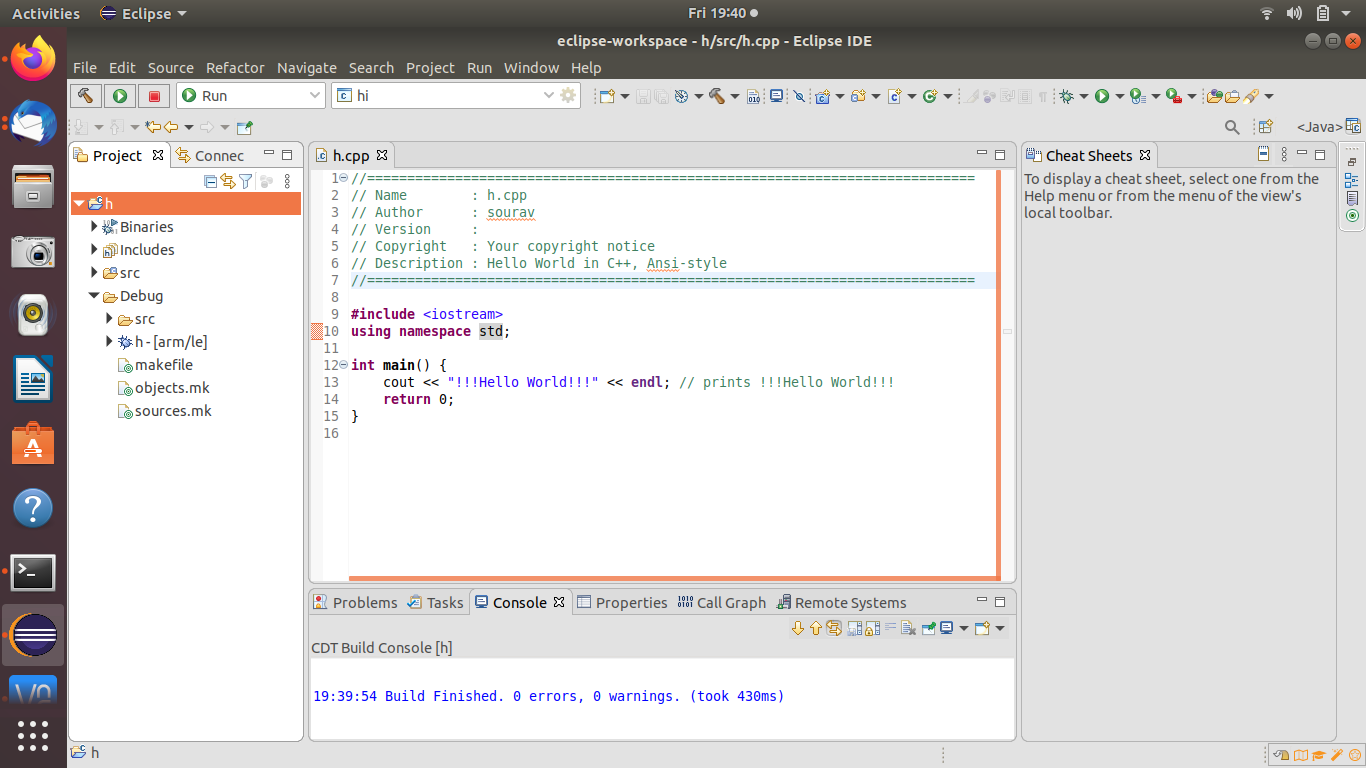 Activities Eclipse Fri 19:40
eclipse-workspace - h/src/h.cpp - Eclipse IDE
File Edit Source Refactor Navigate Search Project Run Window Help
Run hi
<Java>
Project Connec
h
Binaries
Includes
src
Debug
src
h - [arm/le]
makefile
objects.mk
sources.mk
h.cpp
1 //============================================================================
2 // Name        : h.cpp
3 // Author      : sourav
4 // Version     :
5 // Copyright   : Your copyright notice
6 // Description : Hello World in C++, Ansi-style
7 //============================================================================
8
9 #include <iostream>
10 using namespace std;
11
12 int main() {
13     cout << "!!!Hello World!!!" << endl; // prints !!!Hello World!!!
14     return 0;
15 }
16
Cheat Sheets
To display a cheat sheet, select one from the
Help menu or from the menu of the view's
local toolbar.
Problems Tasks Console Properties Call Graph Remote Systems
CDT Build Console [h]
19:39:54 Build Finished. 0 errors, 0 warnings. (took 430ms)
h